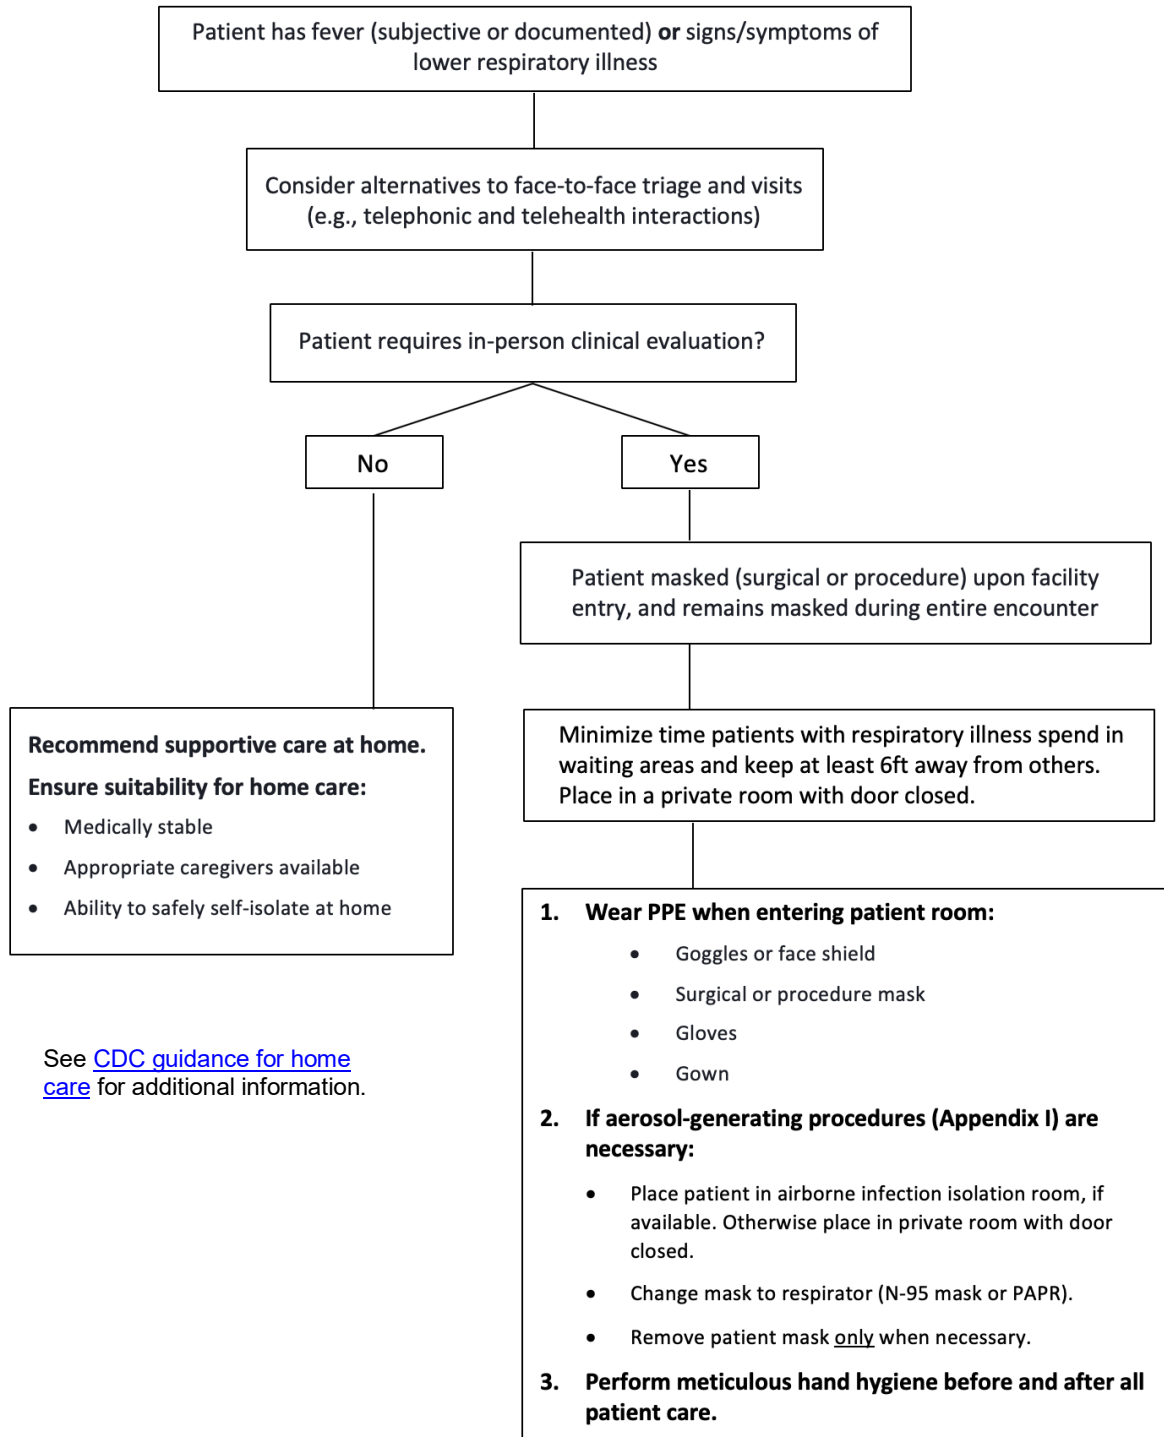 Patient has fever (subjective or documented) or signs/symptoms of
lower respiratory illness
Consider alternatives to face-to-face triage and visits
(e.g., telephonic and telehealth interactions)
Patient requires in-person clinical evaluation?
No
Yes
Patient masked (surgical or procedure) upon facility
entry, and remains masked during entire encounter
Recommend supportive care at home.
Ensure suitability for home care:
• Medically stable
• Appropriate caregivers available
• Ability to safely self-isolate at home
Minimize time patients with respiratory illness spend in
waiting areas and keep at least 6ft away from others.
Place in a private room with door closed.
See CDC guidance for home
care for additional information.
1. Wear PPE when entering patient room:
• Goggles or face shield
• Surgical or procedure mask
• Gloves
• Gown
2. If aerosol-generating procedures (Appendix I) are
necessary:
• Place patient in airborne infection isolation room, if
available. Otherwise place in private room with door
closed.
• Change mask to respirator (N-95 mask or PAPR).
• Remove patient mask only when necessary.
3. Perform meticulous hand hygiene before and after all
patient care.